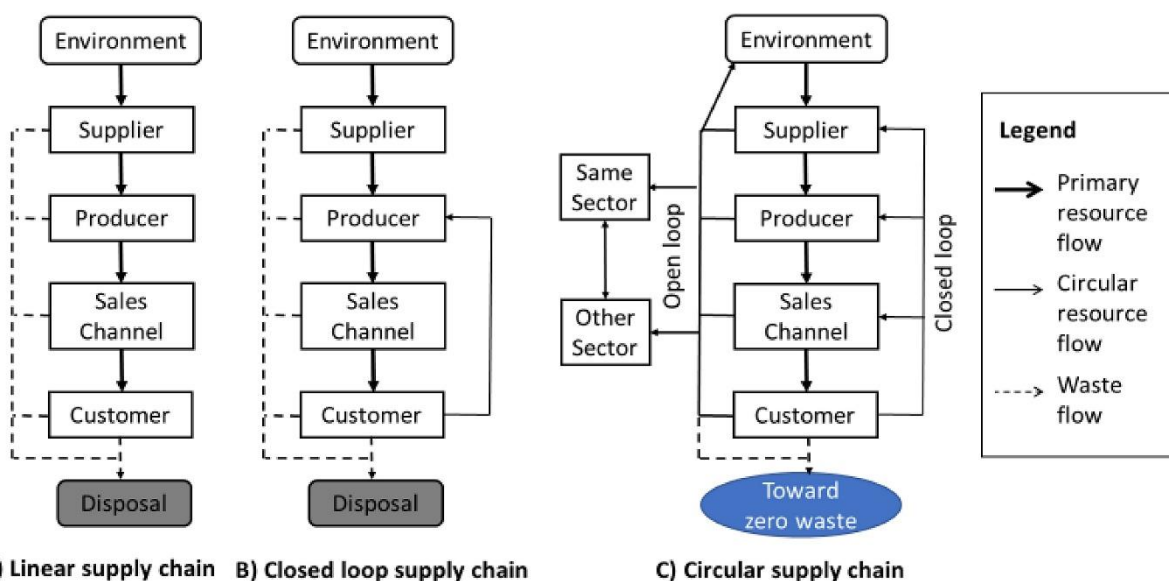 Environment
Supplier
Producer
Sales
Channel
Customer
Disposal
) Linear supply chain
Environment
Supplier
Producer
Sales
Channel
Customer
Disposal
B) Closed loop supply chain
Environment
Supplier
Same
Sector
Producer
Open loop
Closed loop
Other
Sector
Sales
Channel
Customer
Toward
zero waste
C) Circular supply chain
Legend
Primary
resource
flow
Circular
resource
flow
Waste
flow